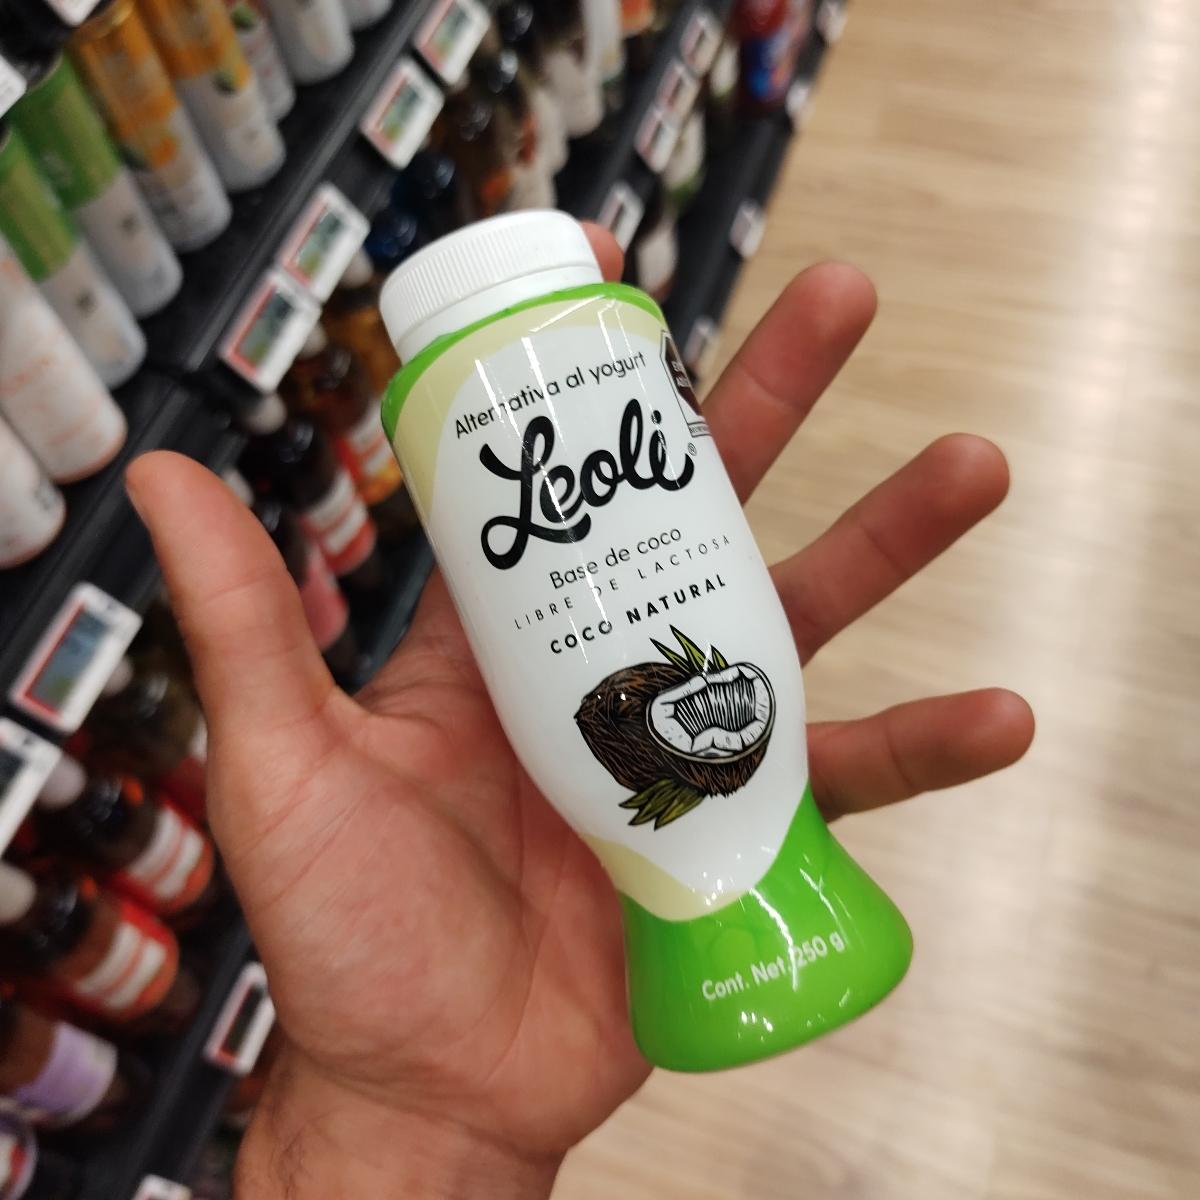 Alternativa al yogurt
Leoli®
Base de coco
LIBRE DE LACTOSA
COCO NATURAL
Cont. Net. 250 g